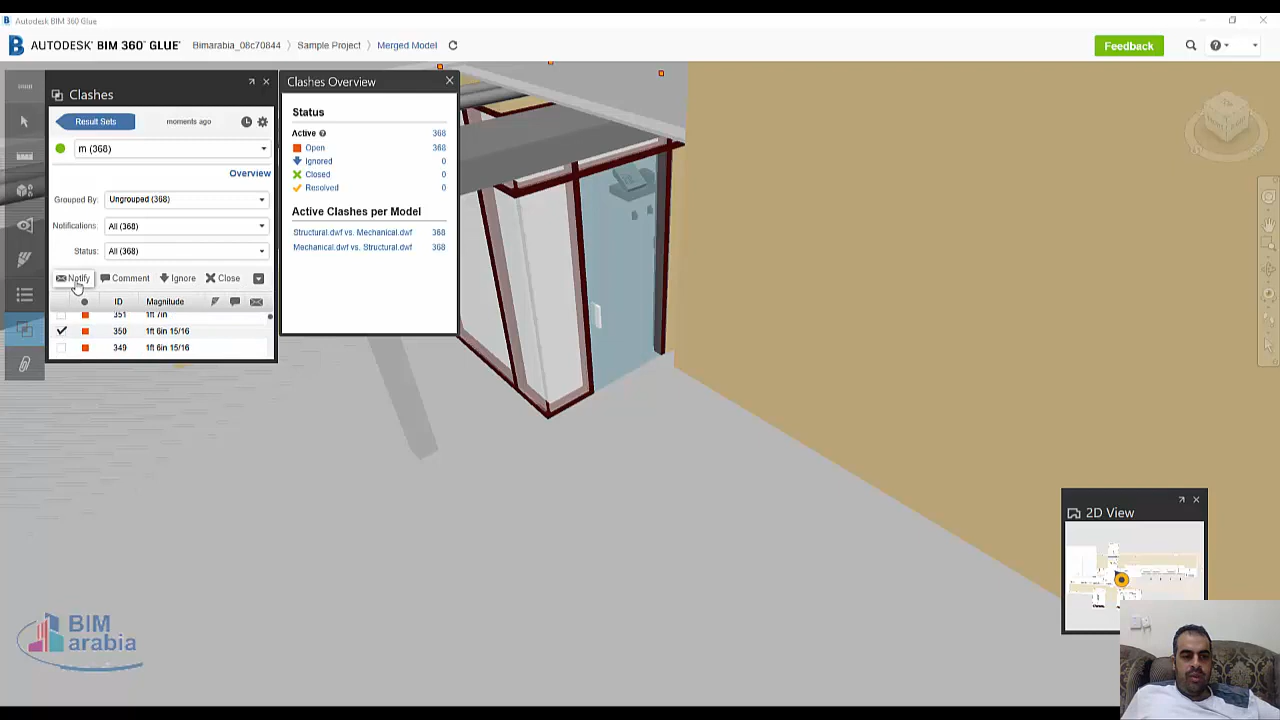 Autodesk BIM 360 Glue
AUTODESK® BIM 360 GLUE® Bimarabia_08c70844 Sample Project Merged Model Feedback
Clashes
Result Sets moments ago
m (368)
Overview
Grouped By: Ungrouped (368)
Notifications: All (368)
Status: All (368)
Notify Comment Ignore Close
ID Magnitude
351 1ft 7in
350 1ft 6in 15/16
349 1ft 6in 15/16
Clashes Overview
Status
Active 368
Open 368
Ignored 0
Closed 0
Resolved 0
Active Clashes per Model
Structural.dwf vs. Mechanical.dwf 368
Mechanical.dwf vs. Structural.dwf 368
2D View
BIM
arabia